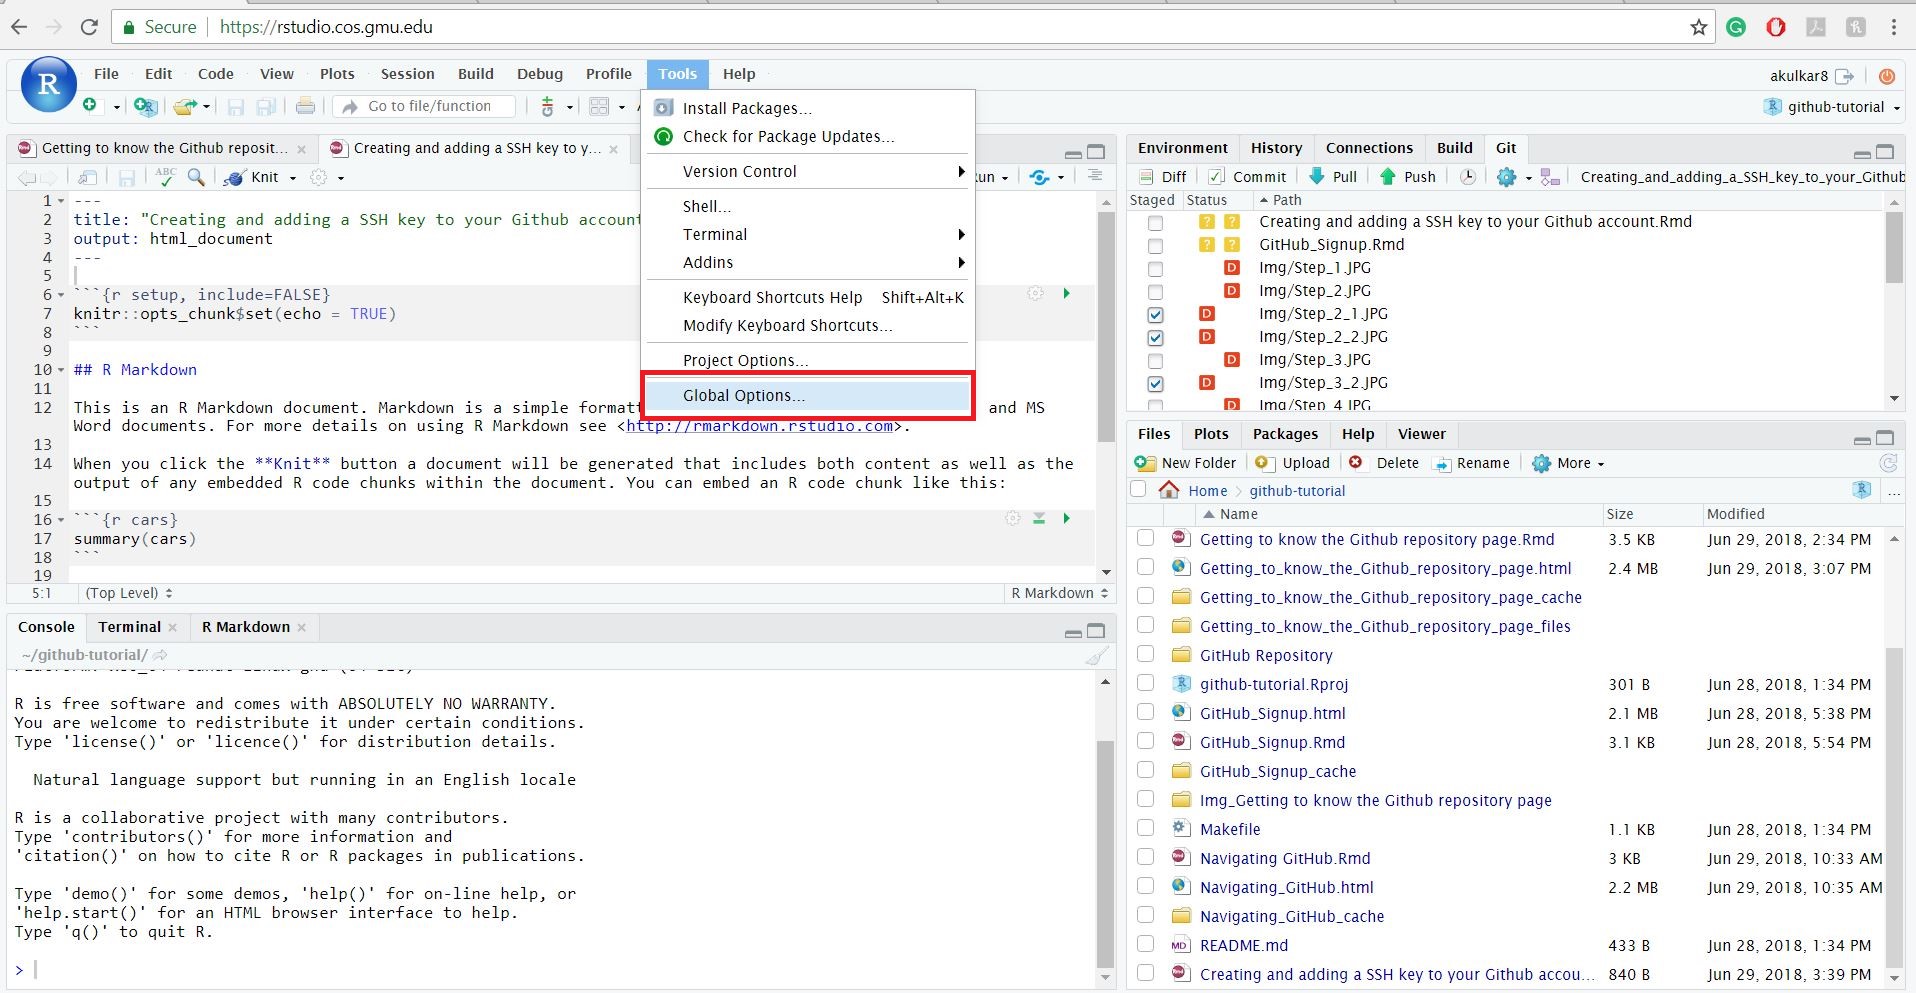 Secure https://rstudio.cos.gmu.edu
R File Edit Code View Plots Session Build Debug Profile Tools Help akulkar8
Go to file/function github-tutorial
Install Packages...
Check for Package Updates...
Version Control
Shell...
Terminal
Addins
Keyboard Shortcuts Help Shift+Alt+K
Modify Keyboard Shortcuts...
Project Options...
Global Options...
Getting to know the Github reposit... Creating and adding a SSH key to y...
ABC Knit
1 ---
2 title: "Creating and adding a SSH key to your Github account
3 output: html_document
4 ---
5
6 ```{r setup, include=FALSE}
7 knitr::opts_chunk$set(echo = TRUE)
8 ```
9
10 ## R Markdown
11
12 This is an R Markdown document. Markdown is a simple and MS
Word documents. For more details on using R Markdown see <http://rmarkdown.rstudio.com>.
13
14 When you click the **Knit** button a document will be generated that includes both content as well as the
output of any embedded R code chunks within the document. You can embed an R code chunk like this:
15
16 ```{r cars}
17 summary(cars)
18 ```
19
5:1 (Top Level) R Markdown
Console Terminal R Markdown
~/github-tutorial/
R is free software and comes with ABSOLUTELY NO WARRANTY.
You are welcome to redistribute it under certain conditions.
Type 'license()' or 'licence()' for distribution details.
Natural language support but running in an English locale
R is a collaborative project with many contributors.
Type 'contributors()' for more information and
'citation()' on how to cite R or R packages in publications.
Type 'demo()' for some demos, 'help()' for on-line help, or
'help.start()' for an HTML browser interface to help.
Type 'q()' to quit R.
>
Environment History Connections Build Git
Diff Commit Pull Push Creating_and_adding_a_SSH_key_to_your_Github
Staged Status Path
? ? Creating and adding a SSH key to your Github account.Rmd
? ? GitHub_Signup.Rmd
D Img/Step_1.JPG
D Img/Step_2.JPG
D Img/Step_2_1.JPG
D Img/Step_2_2.JPG
D Img/Step_3.JPG
D Img/Step_3_2.JPG
D Img/Step_4.JPG
Files Plots Packages Help Viewer
New Folder Upload Delete Rename More
Home github-tutorial R ...
Name Size Modified
Getting to know the Github repository page.Rmd 3.5 KB Jun 29, 2018, 2:34 PM
Getting_to_know_the_Github_repository_page.html 2.4 MB Jun 29, 2018, 3:07 PM
Getting_to_know_the_Github_repository_page_cache
Getting_to_know_the_Github_repository_page_files
GitHub Repository
github-tutorial.Rproj 301 B Jun 28, 2018, 1:34 PM
GitHub_Signup.html 2.1 MB Jun 28, 2018, 5:38 PM
GitHub_Signup.Rmd 3.1 KB Jun 28, 2018, 5:54 PM
GitHub_Signup_cache
Img_Getting to know the Github repository page
Makefile 1.1 KB Jun 28, 2018, 1:34 PM
Navigating GitHub.Rmd 3 KB Jun 29, 2018, 10:33 AM
Navigating_GitHub.html 2.2 MB Jun 29, 2018, 10:35 AM
Navigating_GitHub_cache
README.md 433 B Jun 28, 2018, 1:34 PM
Creating and adding a SSH key to your Github accou... 840 B Jun 29, 2018, 3:39 PM